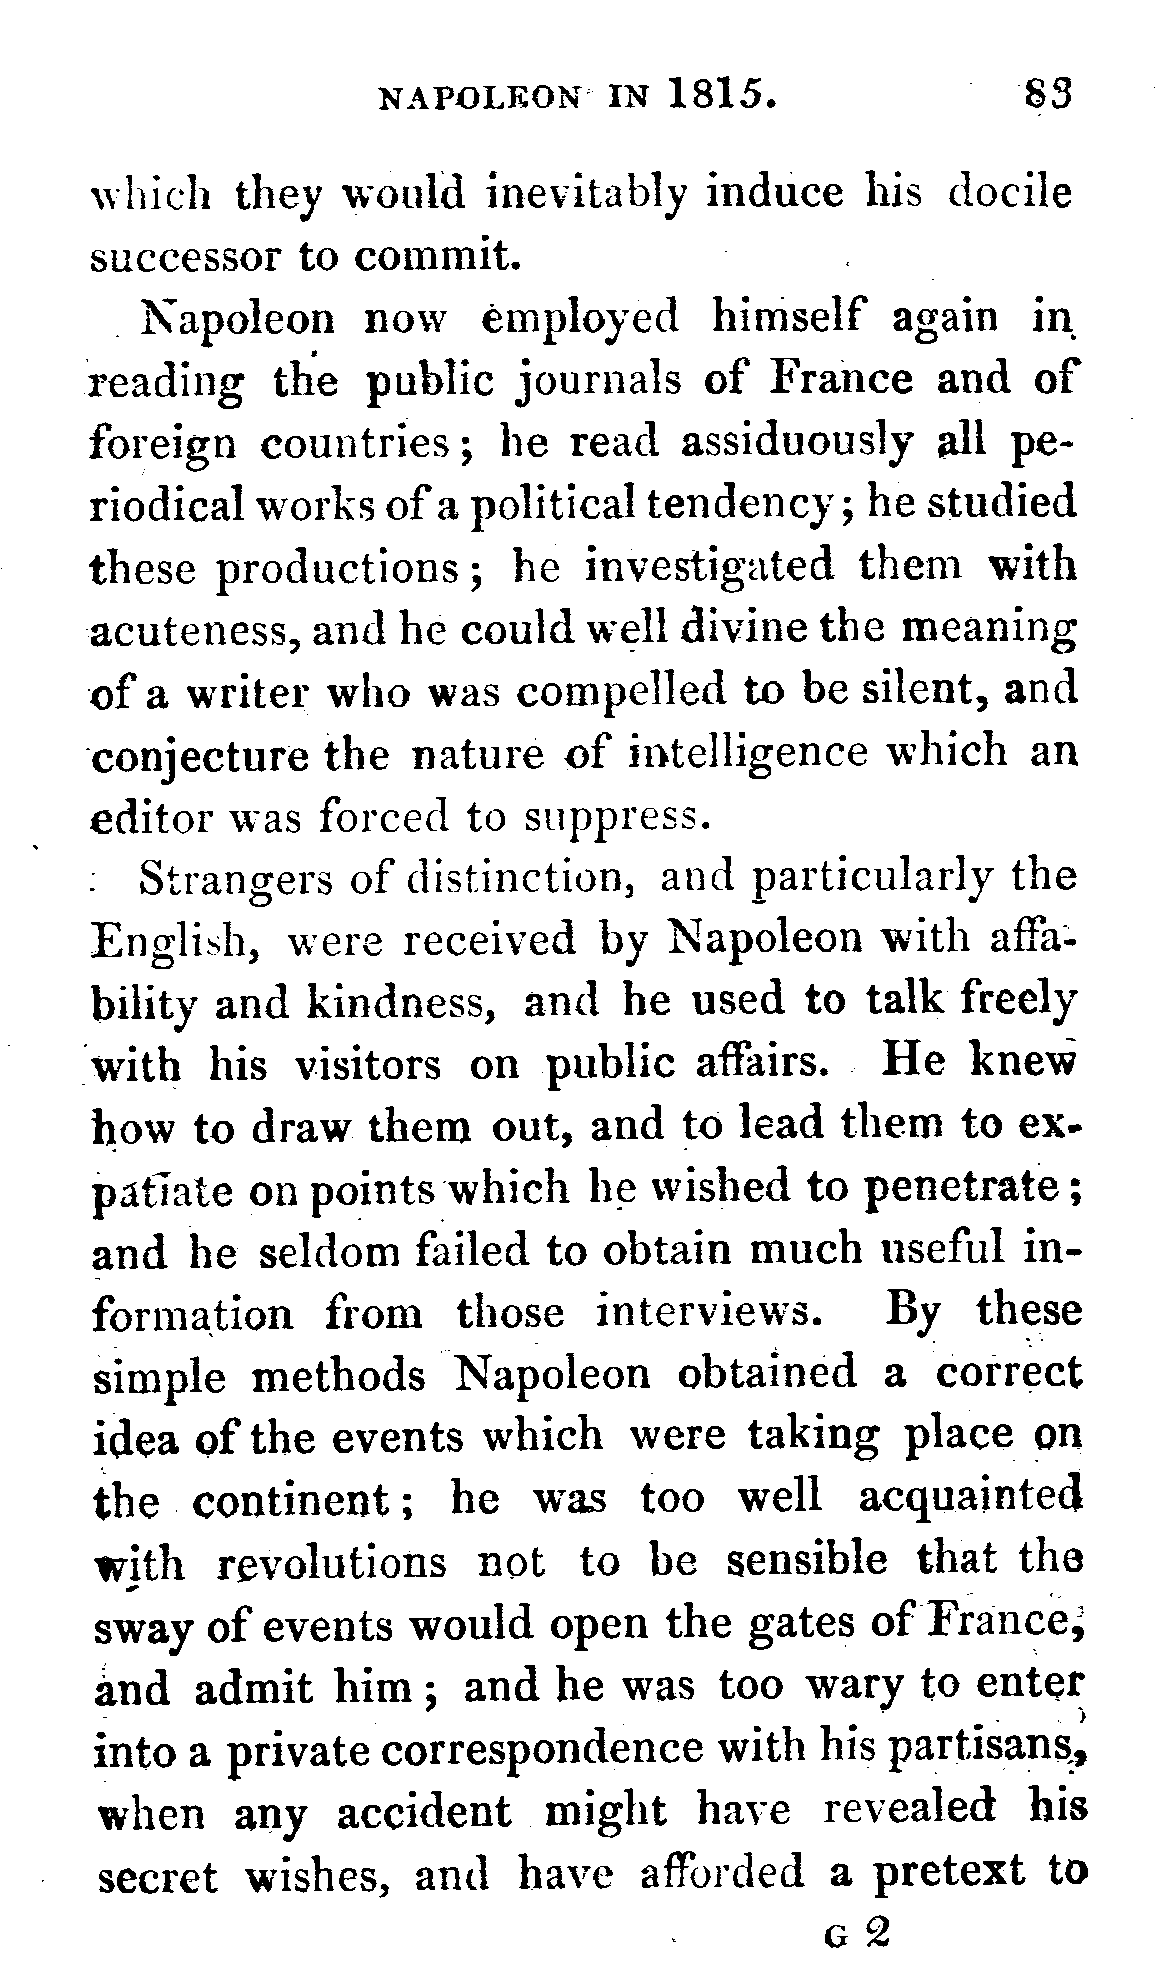 NAPOLEON IN 1815. 83
which they would inevitably induce his docile
successor to commit.
Napoleon now employed himself again in
reading the public journals of France and of
foreign countries; he read assiduously all pe-
riodical works of a political tendency; he studied
these productions; he investigated them with
acuteness, and he could well divine the meaning
of a writer who was compelled to be silent, and
conjecture the nature of intelligence which an
editor was forced to suppress.
Strangers of distinction, and particularly the
English, were received by Napoleon with affa-
bility and kindness, and he used to talk freely
with his visitors on public affairs. He knew
how to draw them out, and to lead them to ex-
patiate on points which he wished to penetrate;
and he seldom failed to obtain much useful in-
formation from those interviews. By these
simple methods Napoleon obtained a correct
idea of the events which were taking place on
the continent; he was too well acquainted
with revolutions not to be sensible that the
sway of events would open the gates of France,
and admit him; and he was too wary to enter
into a private correspondence with his partisans,
when any accident might have revealed his
secret wishes, and have afforded a pretext to
G 2